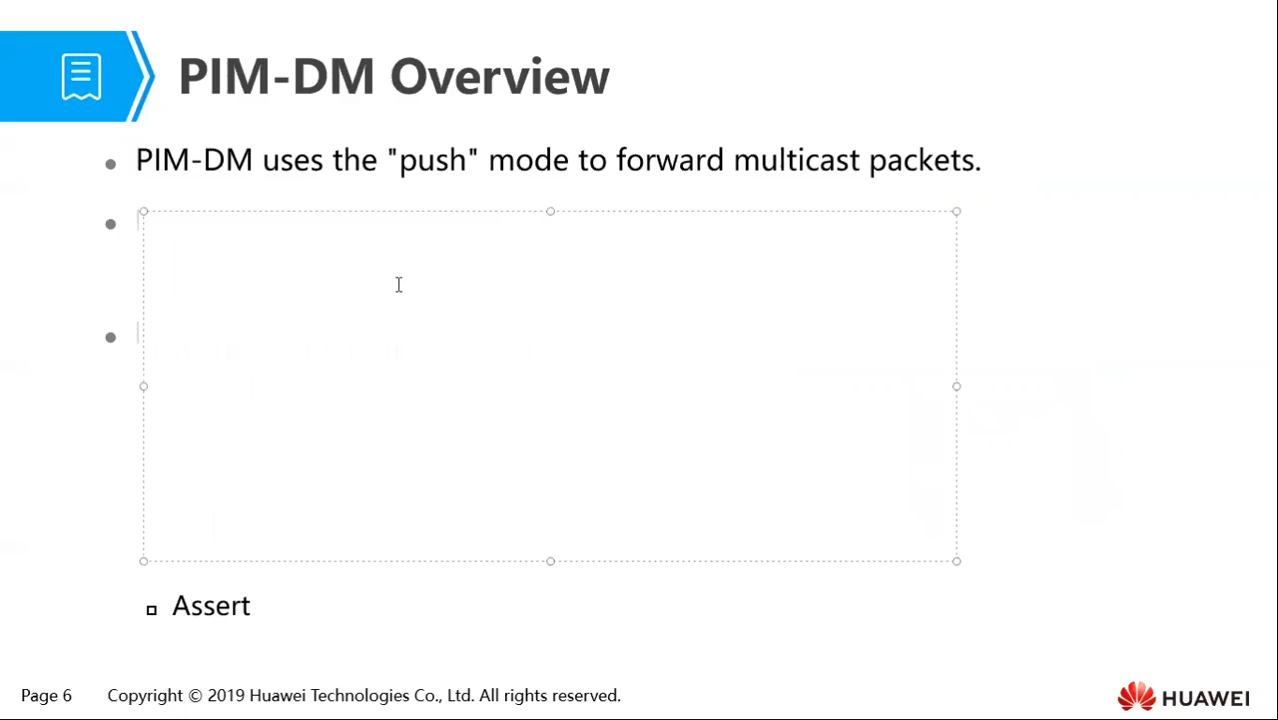 PIM-DM Overview
PIM-DM uses the "push" mode to forward multicast packets.
Assert
Page 6 Copyright © 2019 Huawei Technologies Co., Ltd. All rights reserved.
HUAWEI